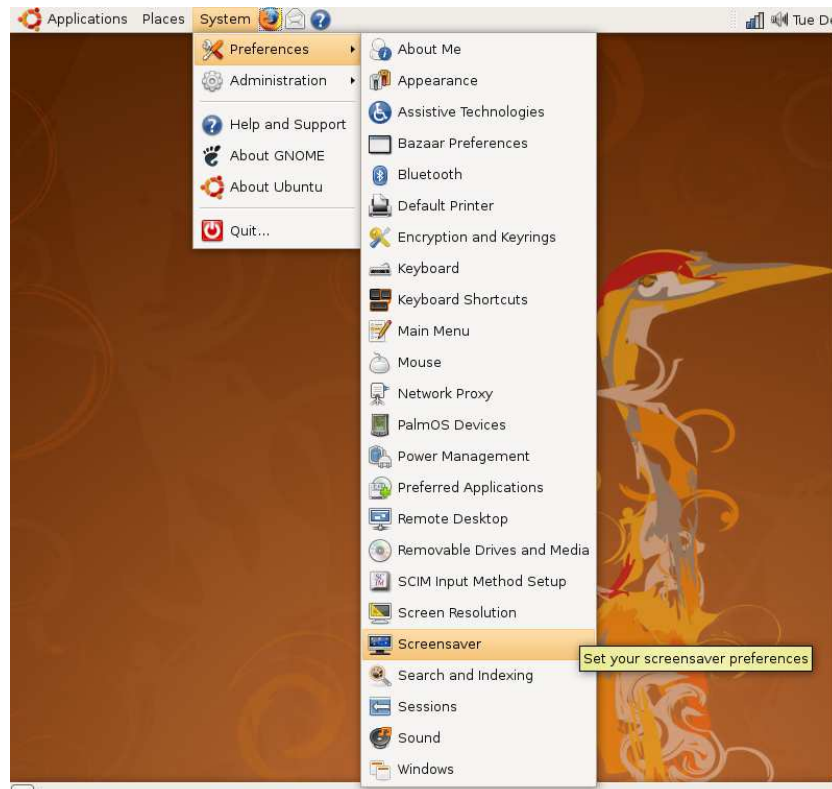 Applications Places System Tue De
Preferences
Administration
Help and Support
About GNOME
About Ubuntu
Quit...
About Me
Appearance
Assistive Technologies
Bazaar Preferences
Bluetooth
Default Printer
Encryption and Keyrings
Keyboard
Keyboard Shortcuts
Main Menu
Mouse
Network Proxy
PalmOS Devices
Power Management
Preferred Applications
Remote Desktop
Removable Drives and Media
SCIM Input Method Setup
Screen Resolution
Screensaver
Set your screensaver preferences
Search and Indexing
Sessions
Sound
Windows